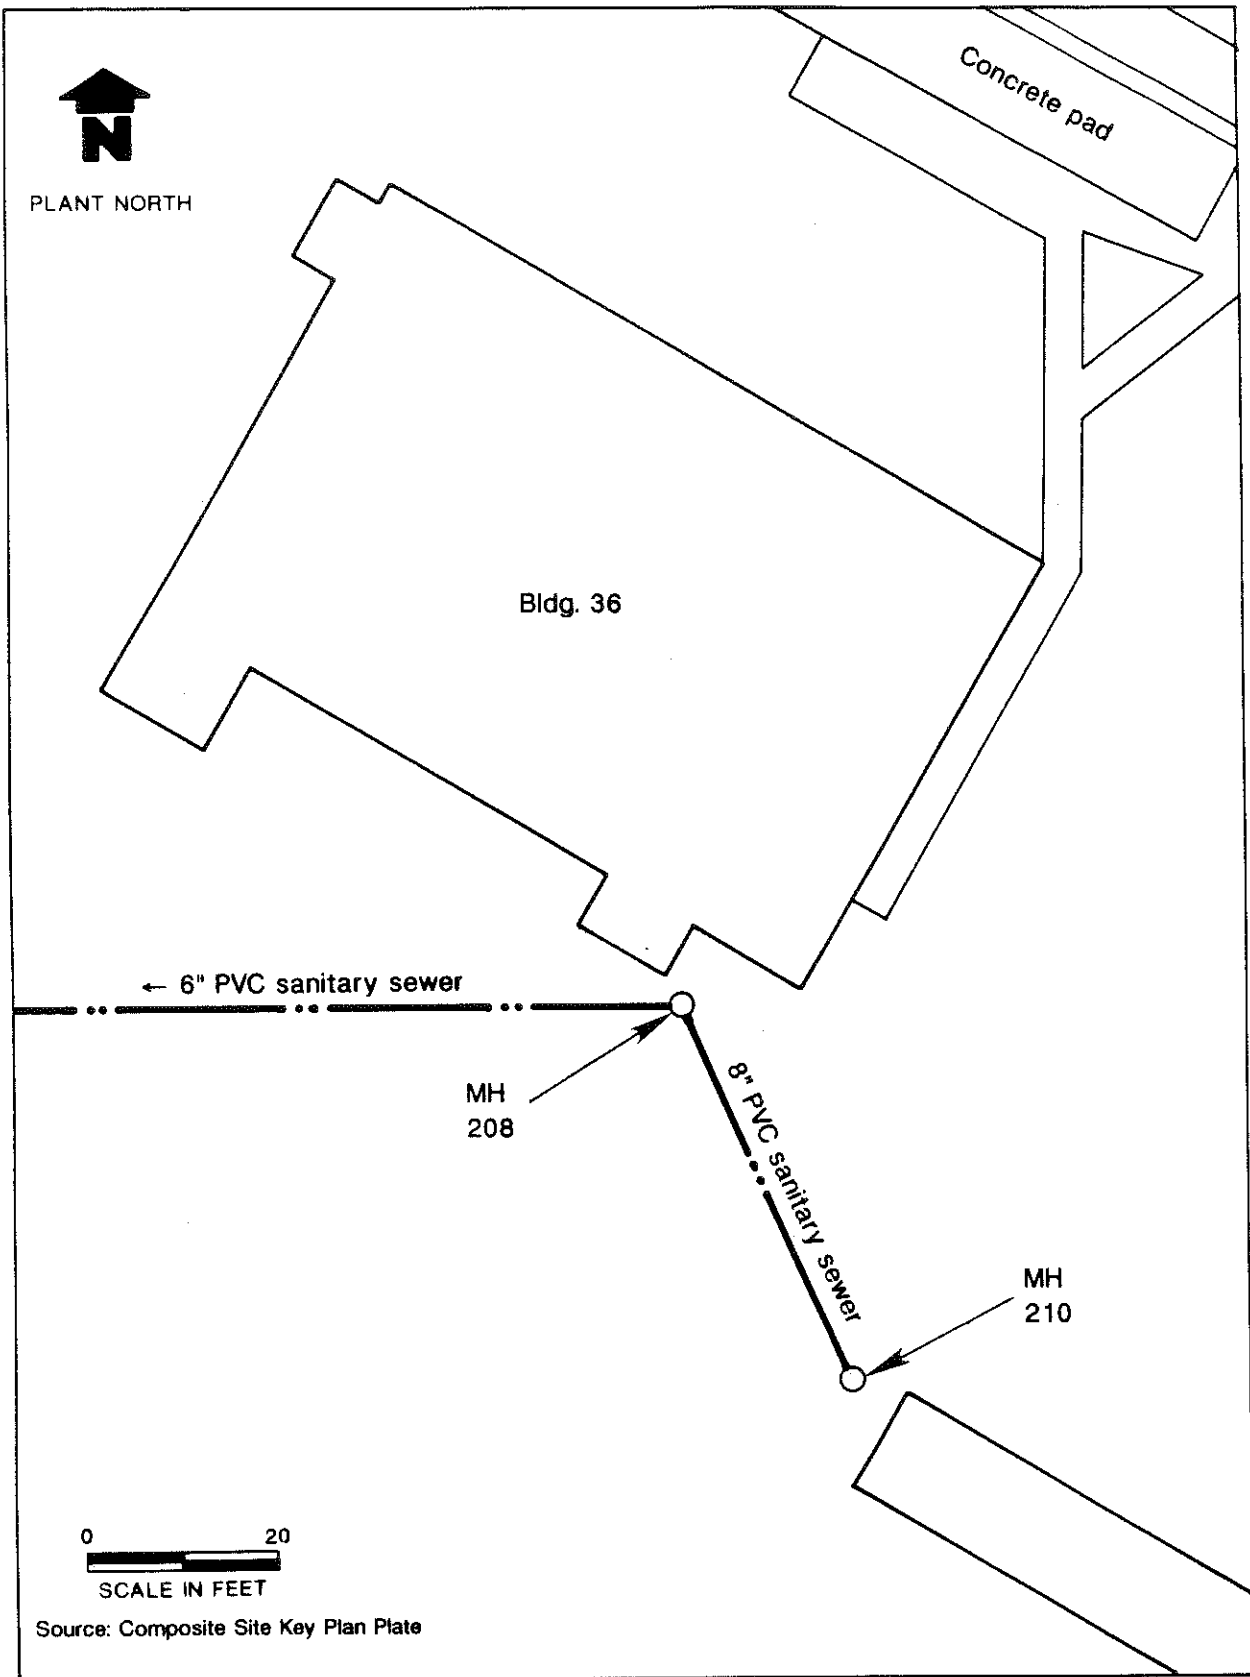 Concrete pad
N
PLANT NORTH
Bldg. 36
← 6" PVC sanitary sewer
MH
208
8" PVC sanitary sewer
MH
210
0 20
SCALE IN FEET
Source: Composite Site Key Plan Plate